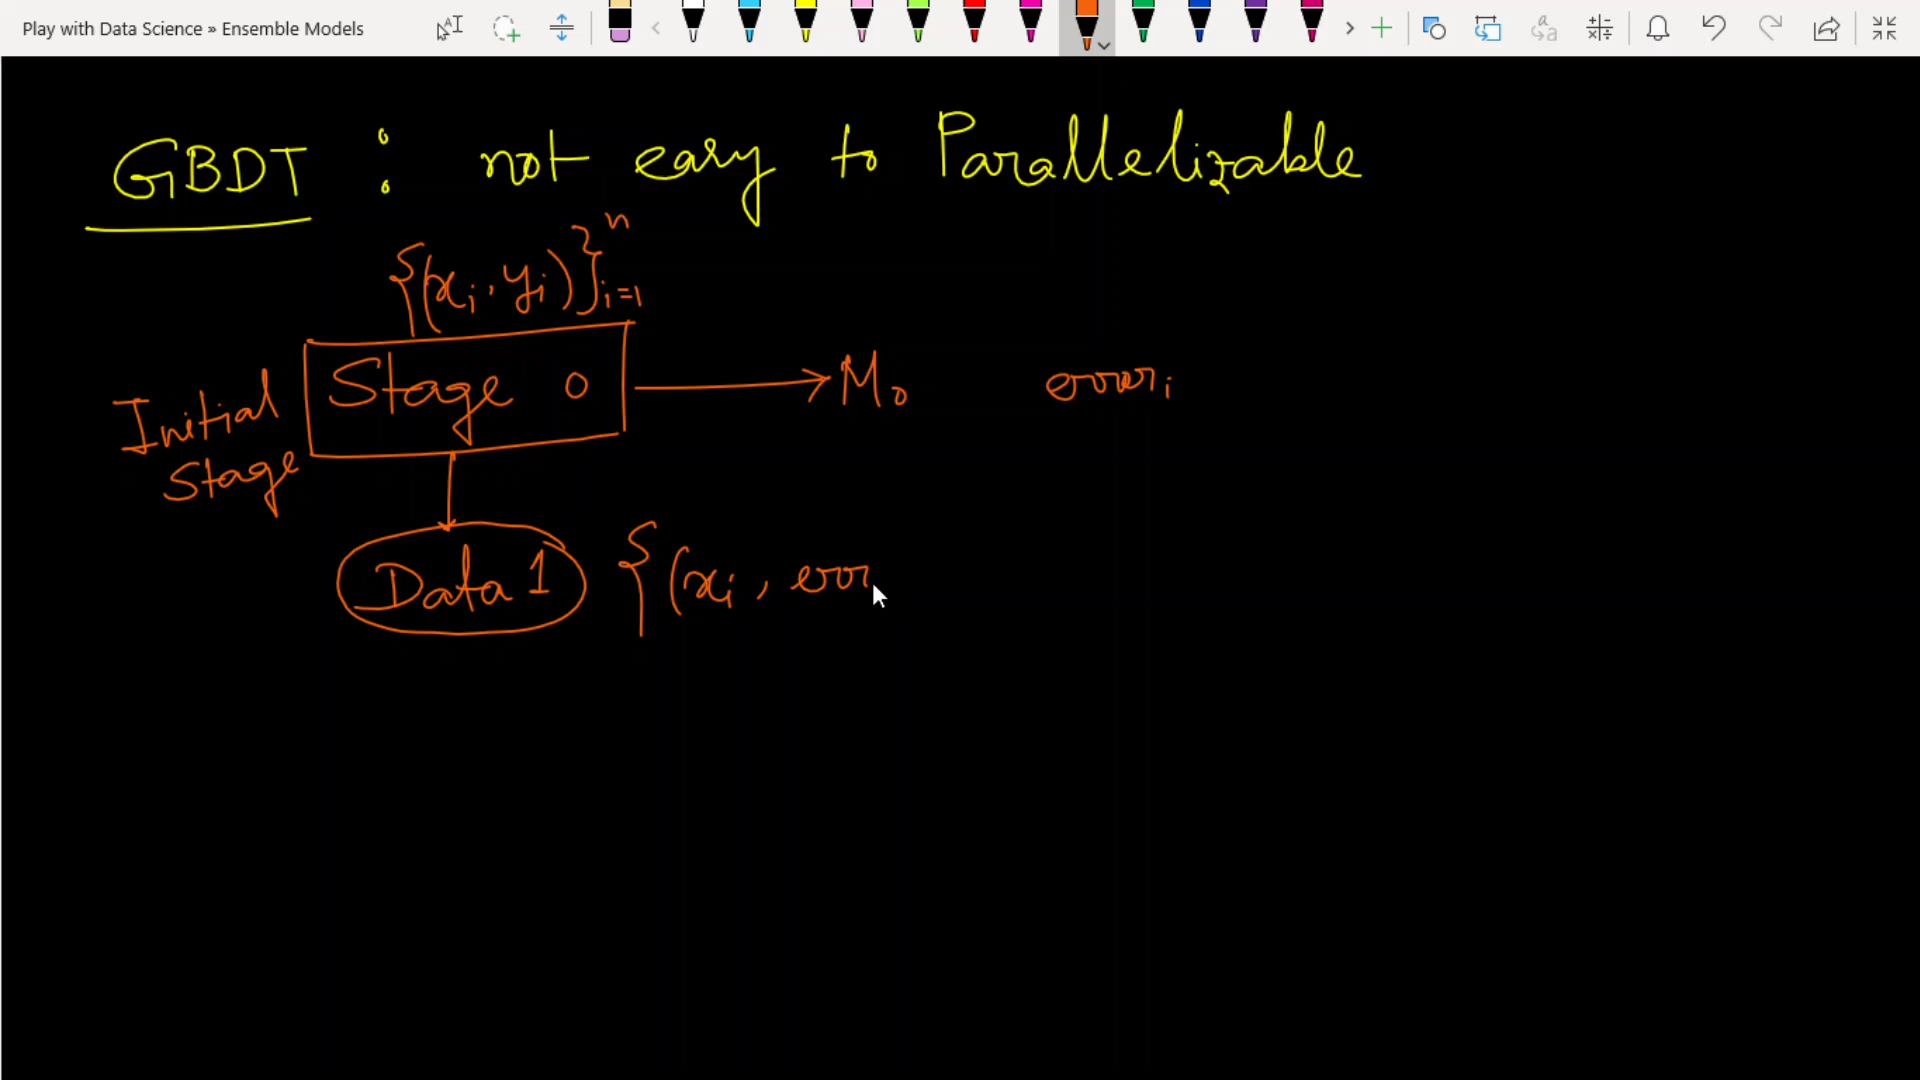 Play with Data Science » Ensemble Models
GBDT : not easy to Parallelizable
{(xi, yi)}ⁿi=1
Initial Stage
Stage 0 → M₀ errori
Data 1 {(xi, err